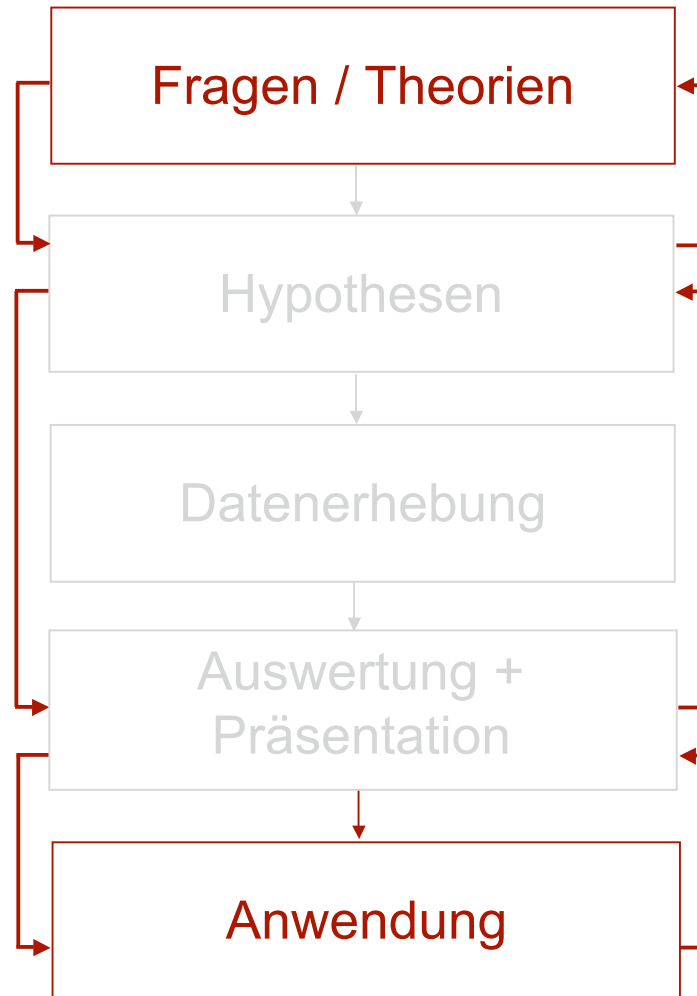 Fragen / Theorien
Hypothesen
Datenerhebung
Auswertung +
Präsentation
Anwendung